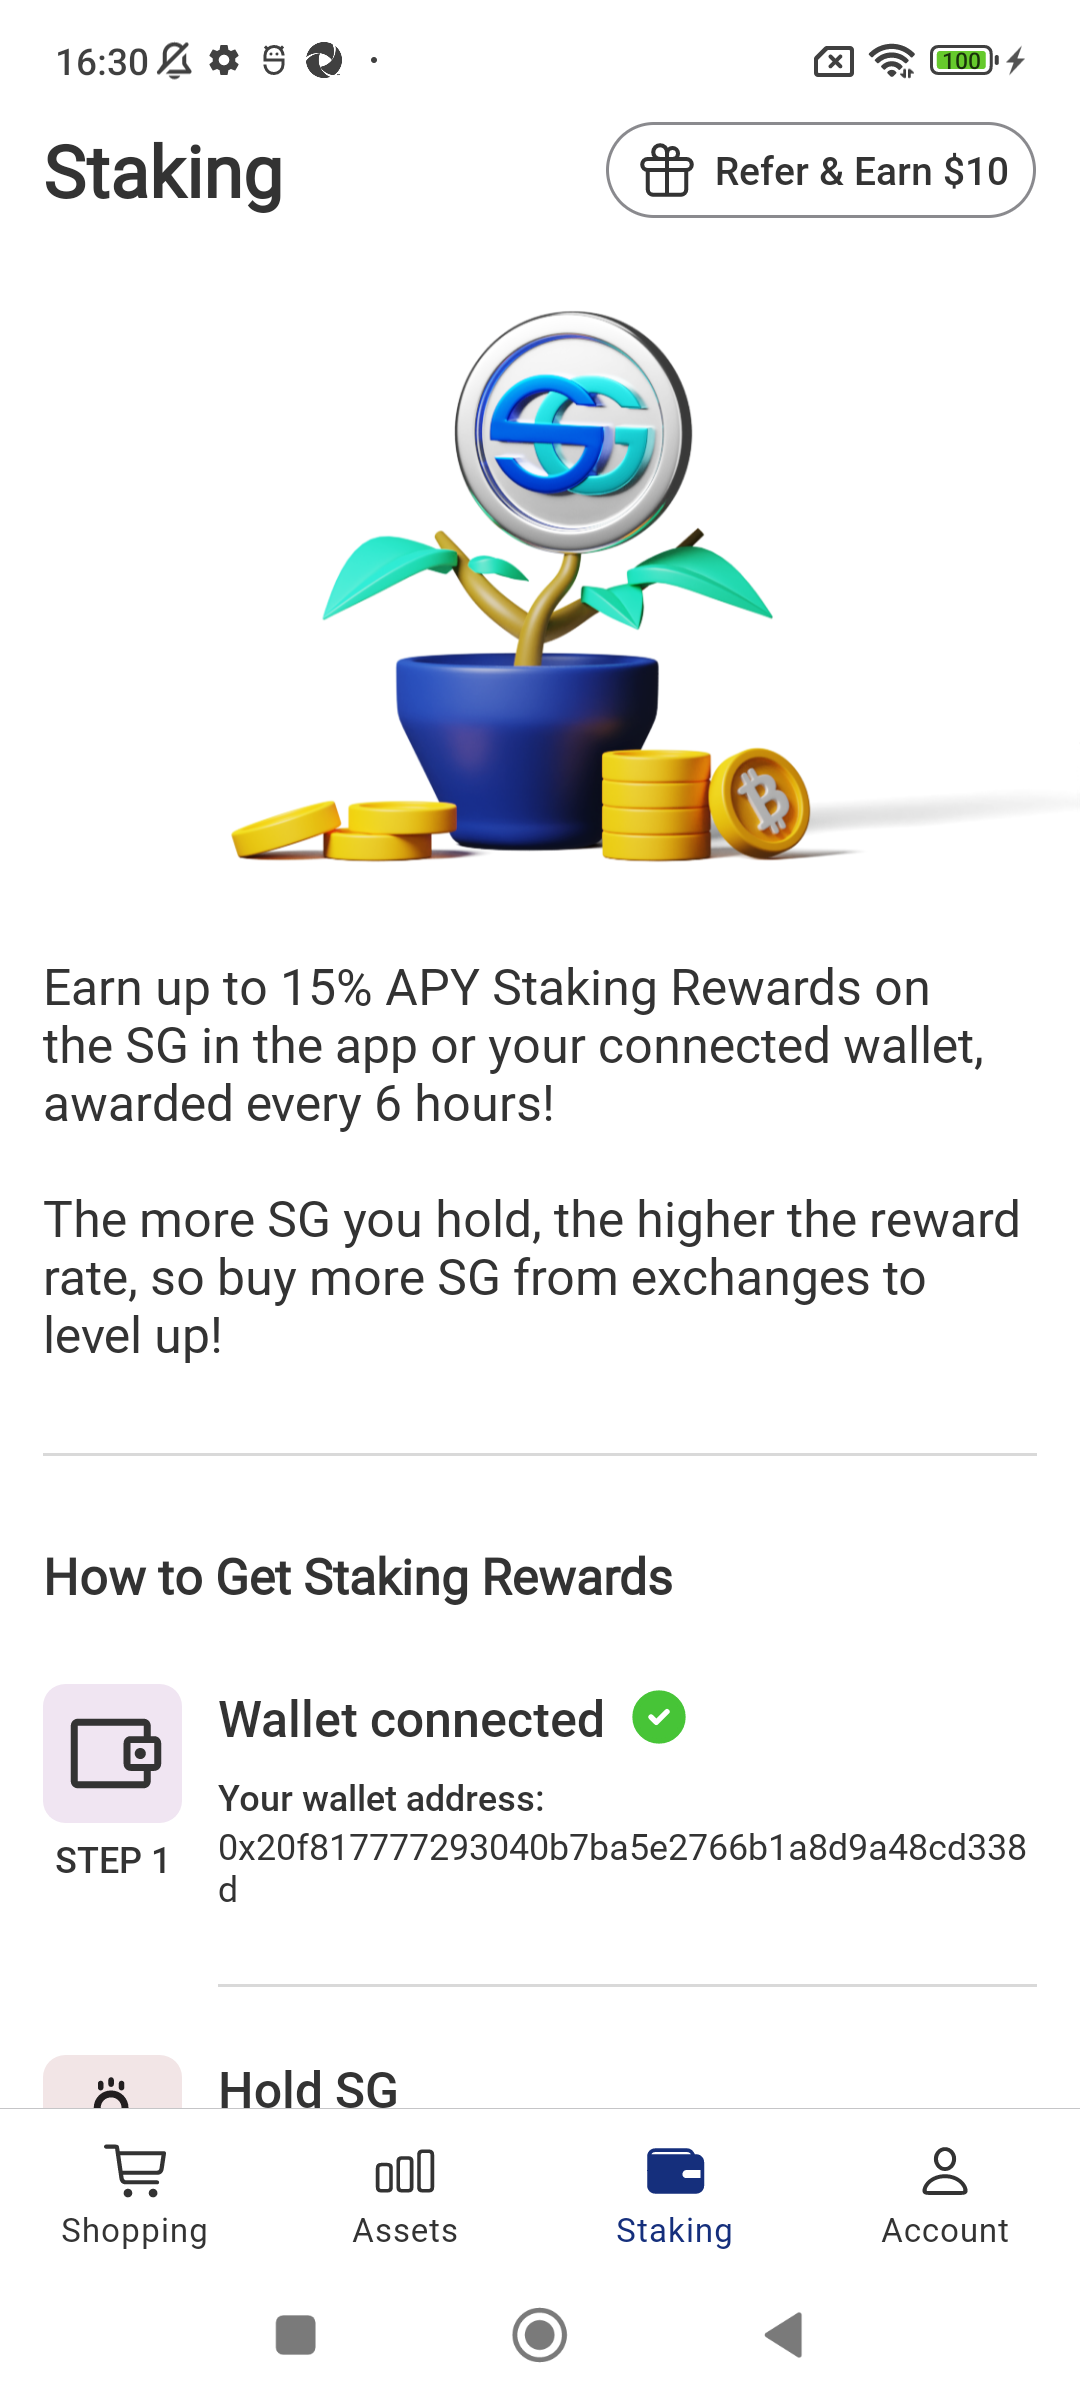 16:30
100
Staking
Refer & Earn $10
SG
Earn up to 15% APY Staking Rewards on
the SG in the app or your connected wallet,
awarded every 6 hours!
The more SG you hold, the higher the reward
rate, so buy more SG from exchanges to
level up!
How to Get Staking Rewards
Wallet connected
Your wallet address:
0x20f817777293040b7ba5e2766b1a8d9a48cd338
d
STEP 1
Hold SG
Shopping
Assets
Staking
Account